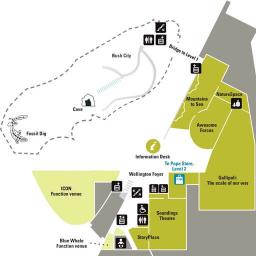 Bush City
Bridge to Level 2
Cave
Fossil Dig
Mountains
to Sea
NatureSpace
Awesome
Forces
Information Desk
To Papa Store,
Level 2
Wellington Foyer
Gallipoli:
The scale of our war
ICON
Function venue
Soundings
Theatre
StoryPlace
Blue Whale
Function venue